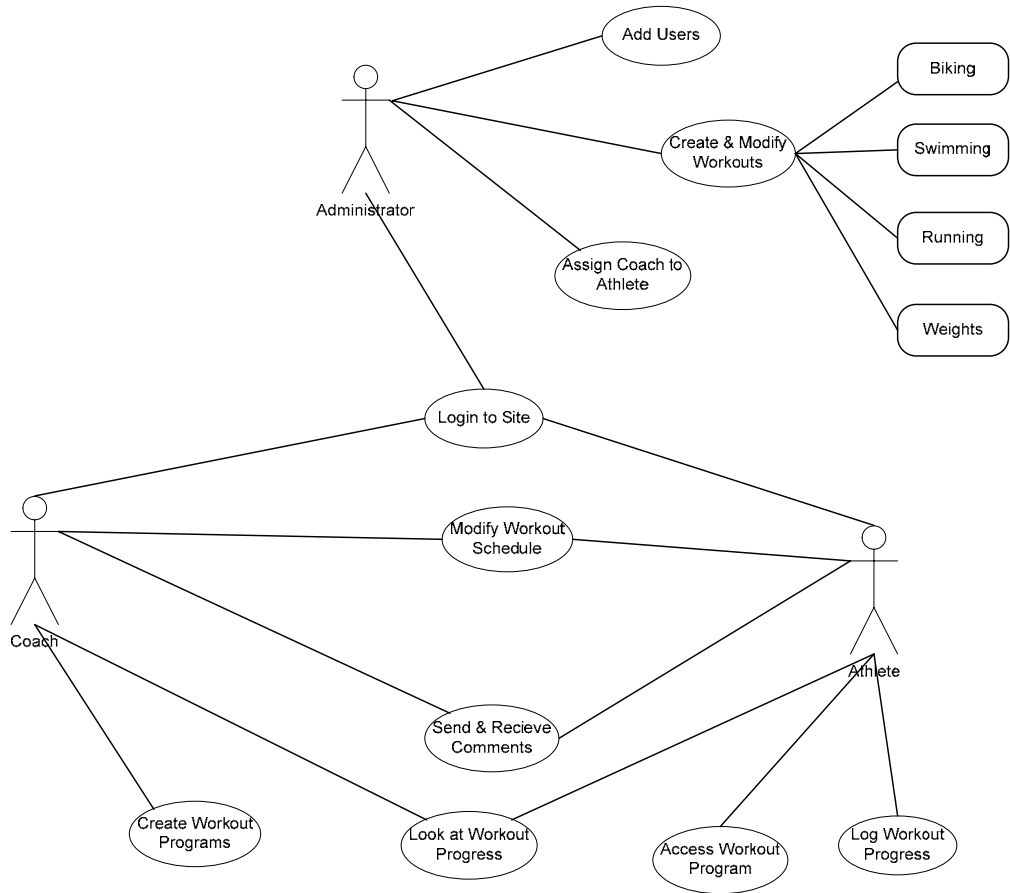 Add Users
Biking
Create & Modify
Workouts
Swimming
Administrator
Running
Assign Coach to
Athlete
Weights
Login to Site
Modify Workout
Schedule
Coach
Athlete
Send & Recieve
Comments
Create Workout
Programs
Look at Workout
Progress
Access Workout
Program
Log Workout
Progress